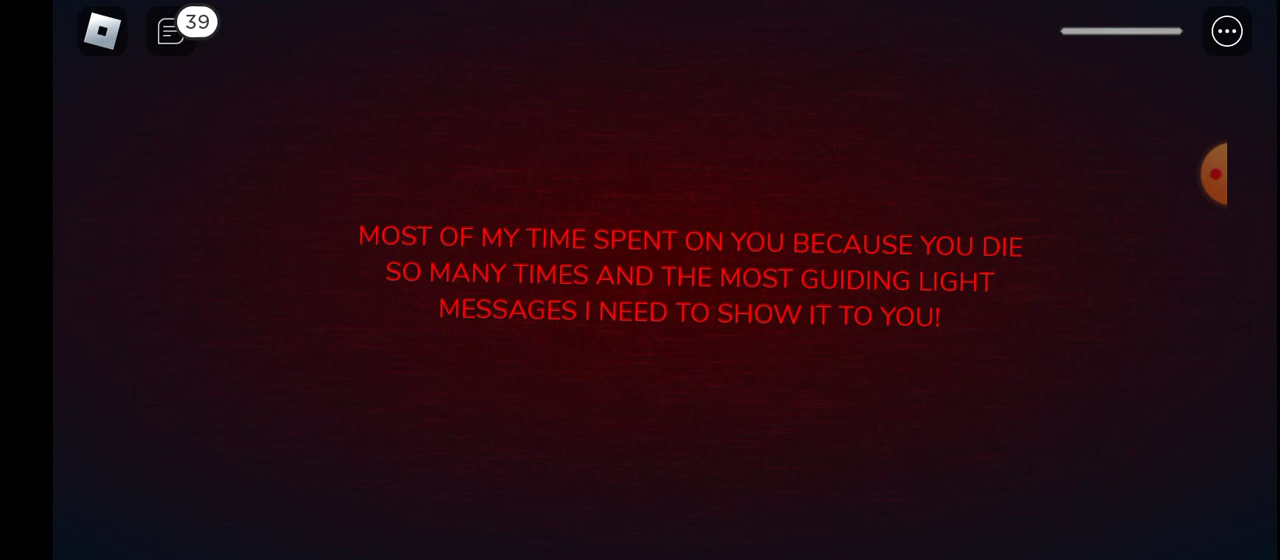 39
MOST OF MY TIME SPENT ON YOU BECAUSE YOU DIE
SO MANY TIMES AND THE MOST GUIDING LIGHT
MESSAGES I NEED TO SHOW IT TO YOU!